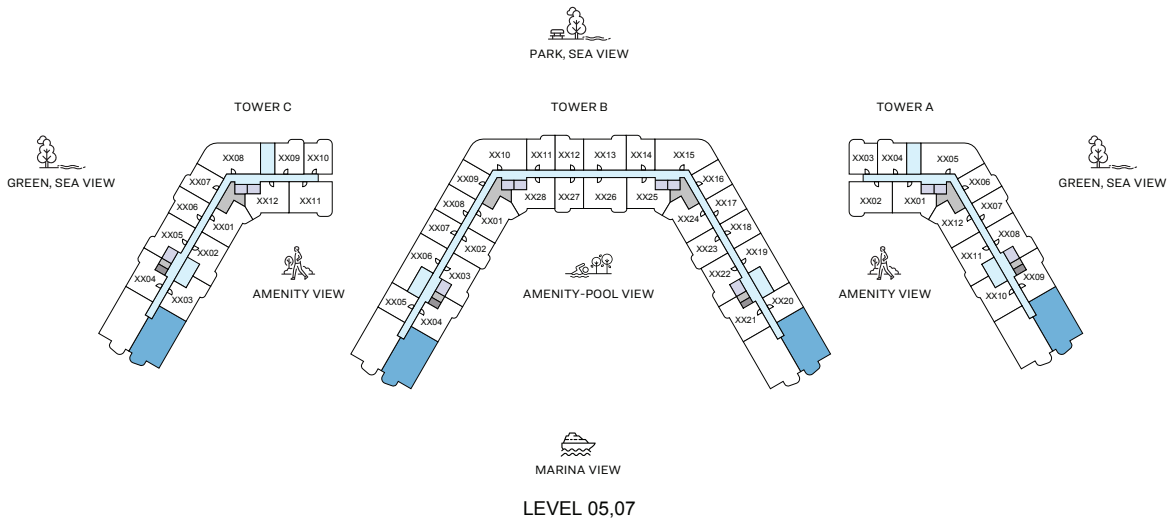 PARK, SEA VIEW
TOWER C
TOWER B
TOWER A
GREEN, SEA VIEW
GREEN, SEA VIEW
XX08
XX09
XX10
XX07
XX06
XX05
XX04
XX01
XX02
XX03
XX12
XX11
XX10
XX11
XX12
XX13
XX14
XX15
XX09
XX08
XX07
XX06
XX05
XX01
XX02
XX03
XX04
XX28
XX27
XX26
XX25
XX24
XX23
XX22
XX21
XX16
XX17
XX18
XX19
XX20
XX03
XX04
XX05
XX02
XX01
XX06
XX07
XX08
XX09
XX12
XX11
XX10
AMENITY VIEW
AMENITY-POOL VIEW
AMENITY VIEW
MARINA VIEW
LEVEL 05,07